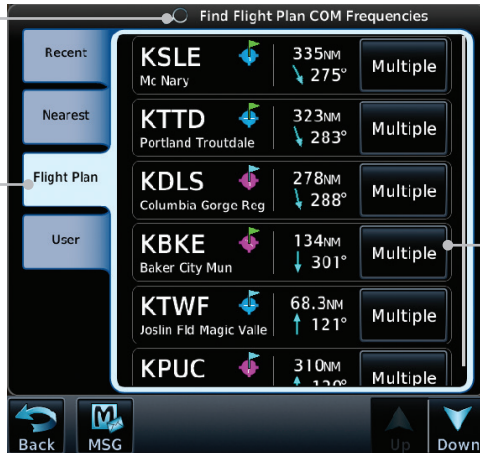 Find Flight Plan COM Frequencies
Recent
Nearest
Flight Plan
User
KSLE
Mc Nary
335NM
275°
Multiple
KTTD
Portland Troutdale
323NM
283°
Multiple
KDLS
Columbia Gorge Reg
278NM
288°
Multiple
KBKE
Baker City Mun
134NM
301°
Multiple
KTWF
Joslin Fld Magic Valle
68.3NM
121°
Multiple
KPUC
310NM
Multiple
Back
MSG
Up
Down